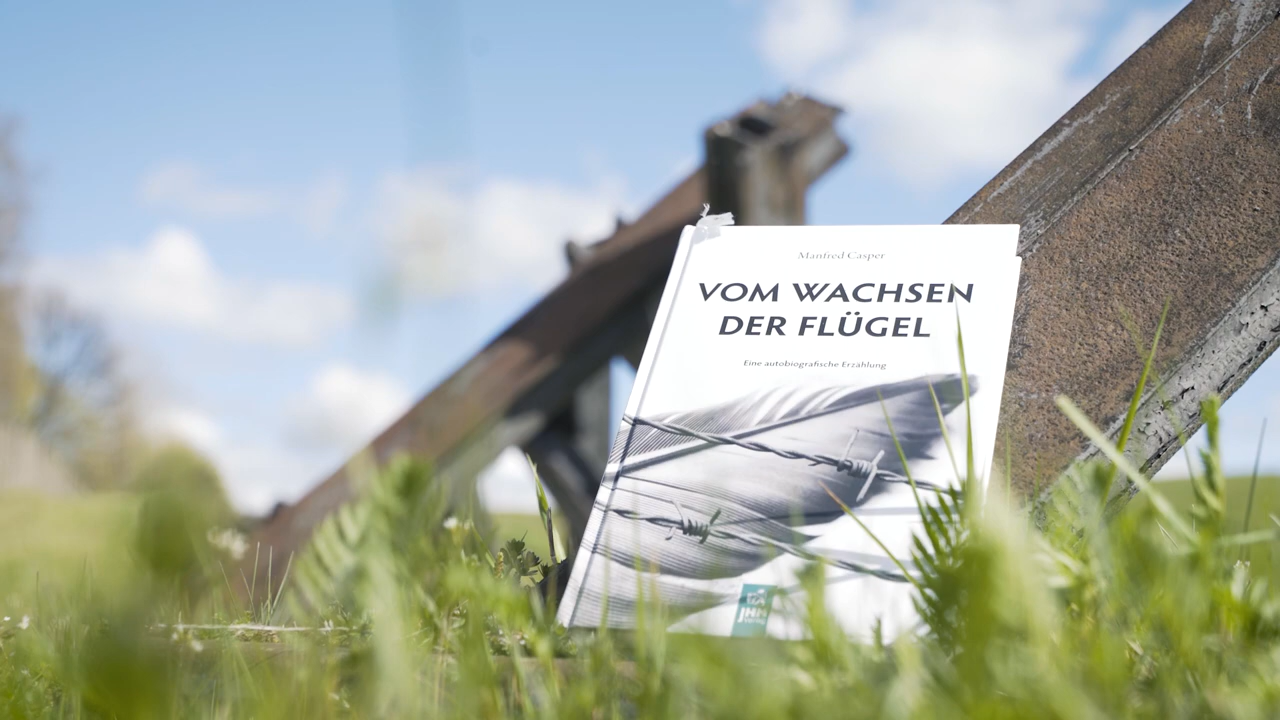 Manfred Casper
VOM WACHSEN
DER FLÜGEL
Eine autobiografische Erzählung